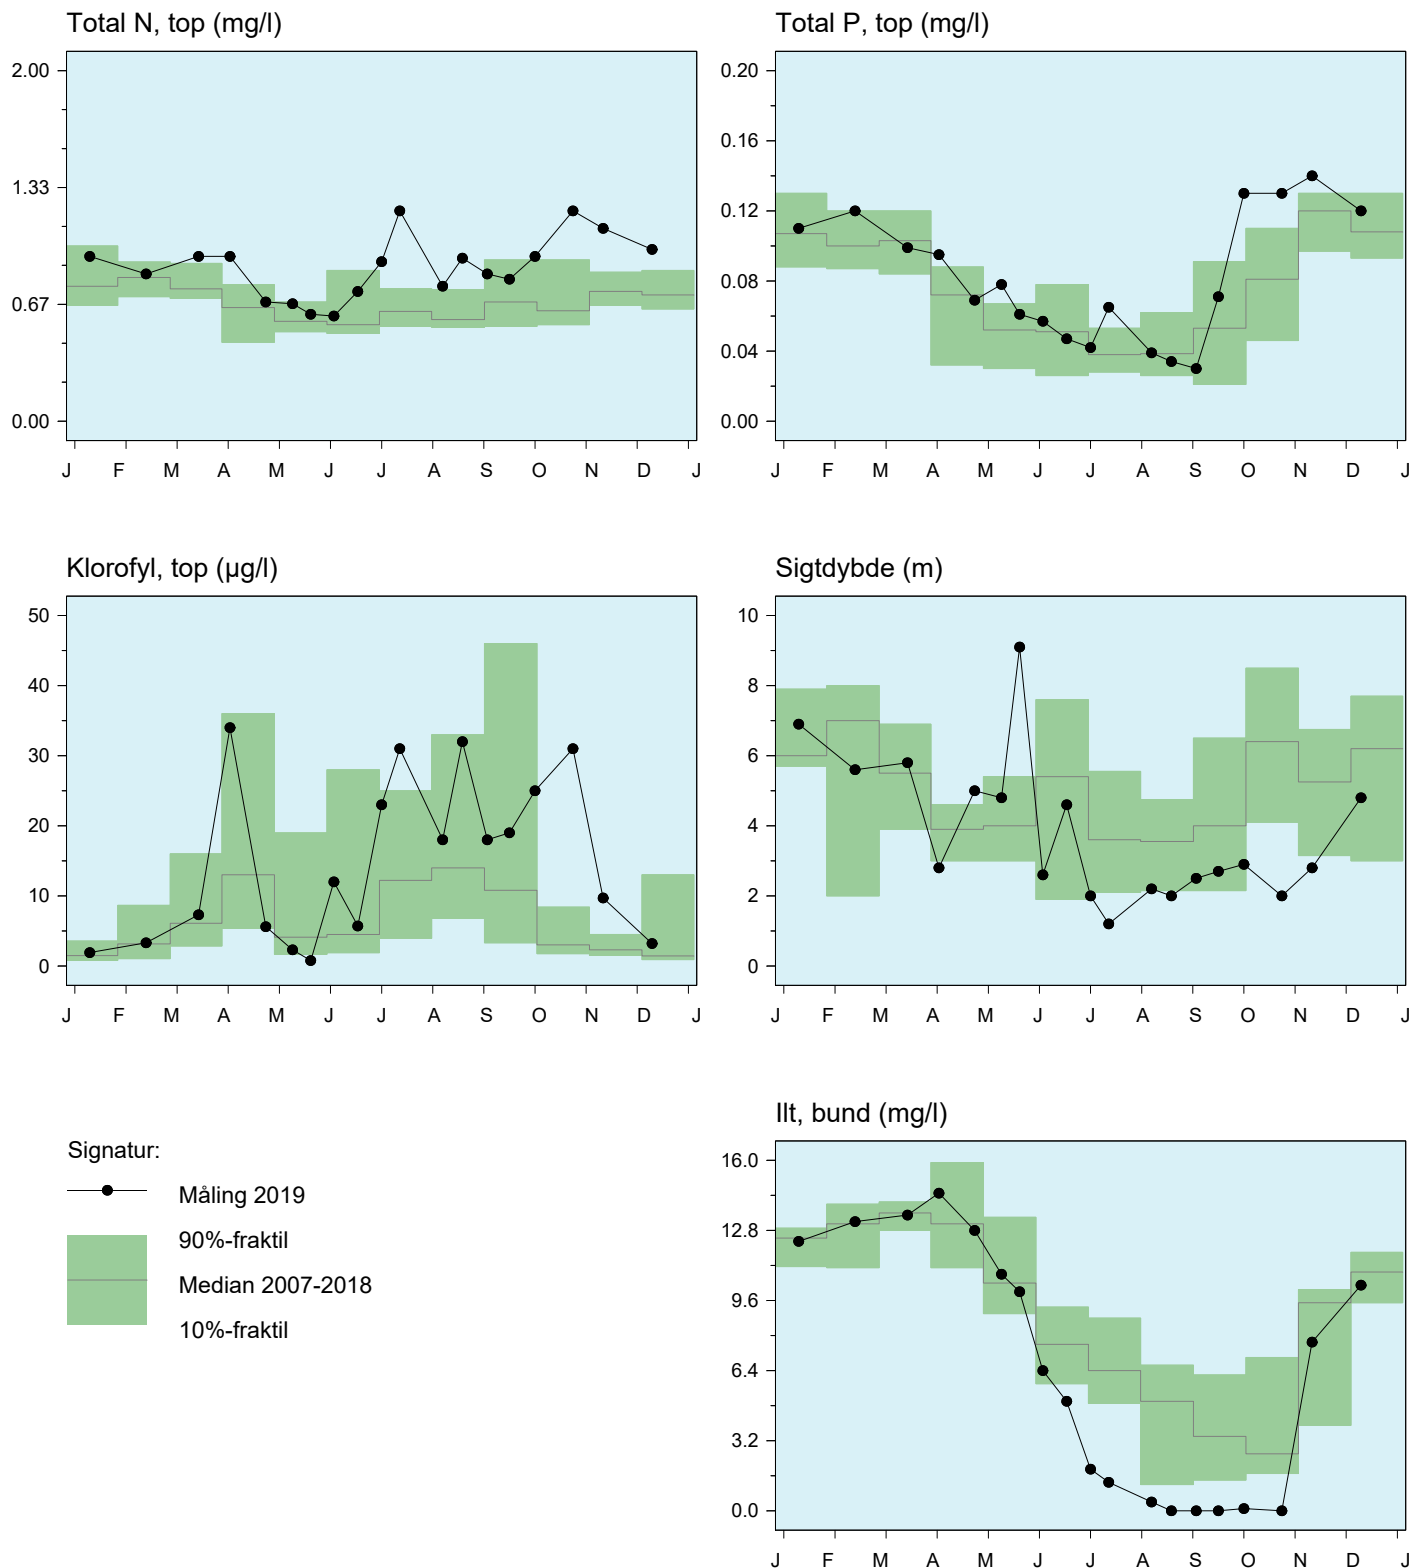 Total N, top (mg/l)
2.00
1.33
0.67
0.00
J F M A M J J A S O N D J
Total P, top (mg/l)
0.20
0.16
0.12
0.08
0.04
0.00
J F M A M J J A S O N D J
Klorofyl, top (µg/l)
50
40
30
20
10
0
J F M A M J J A S O N D J
Sigtdybde (m)
10
8
6
4
2
0
J F M A M J J A S O N D J
Signatur:
Måling 2019
90%-fraktil
Median 2007-2018
10%-fraktil
Ilt, bund (mg/l)
16.0
12.8
9.6
6.4
3.2
0.0
J F M A M J J A S O N D J